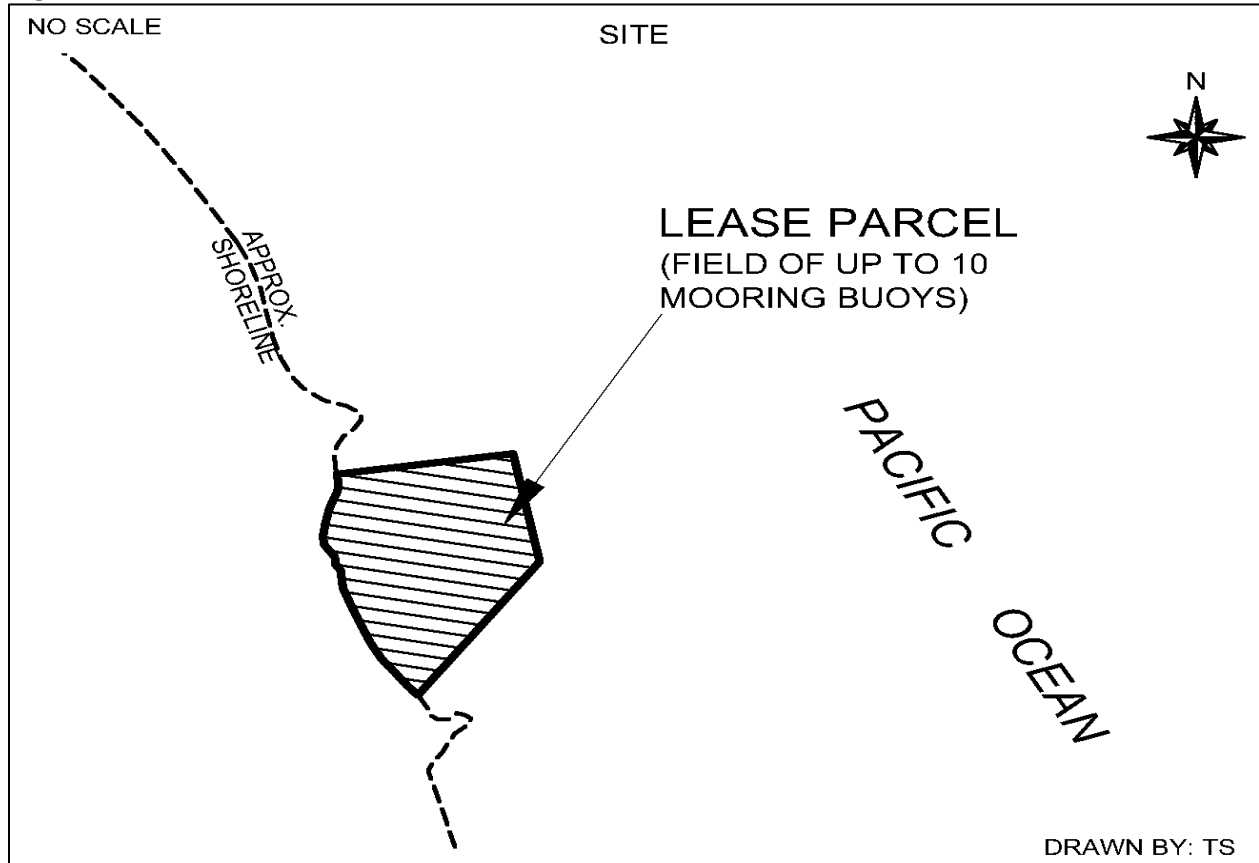 NO SCALE
SITE
N
LEASE PARCEL
(FIELD OF UP TO 10
MOORING BUOYS)
APPROX.
SHORELINE
PACIFIC
OCEAN
DRAWN BY: TS